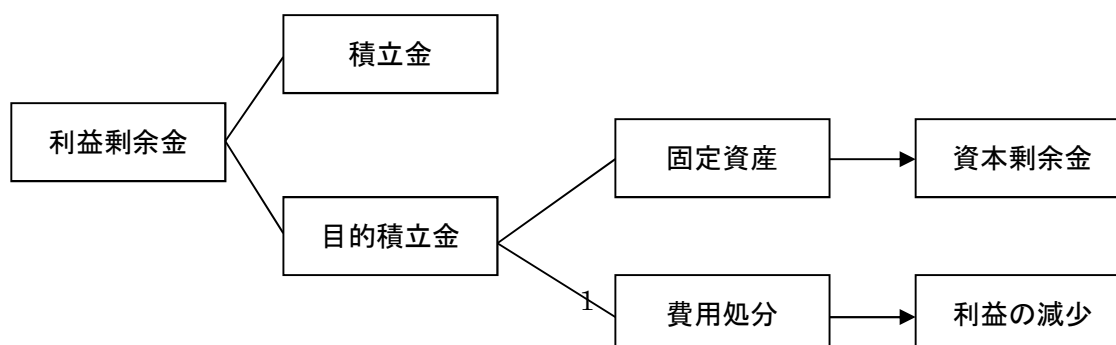 積立金
利益剰余金
固定資産
資本剰余金
目的積立金
1
費用処分
利益の減少